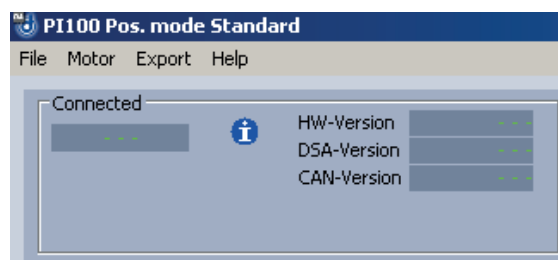 PI100 Pos. mode Standard
File Motor Export Help
Connected
- - -
HW-Version - - -
DSA-Version - - -
CAN-Version - - -